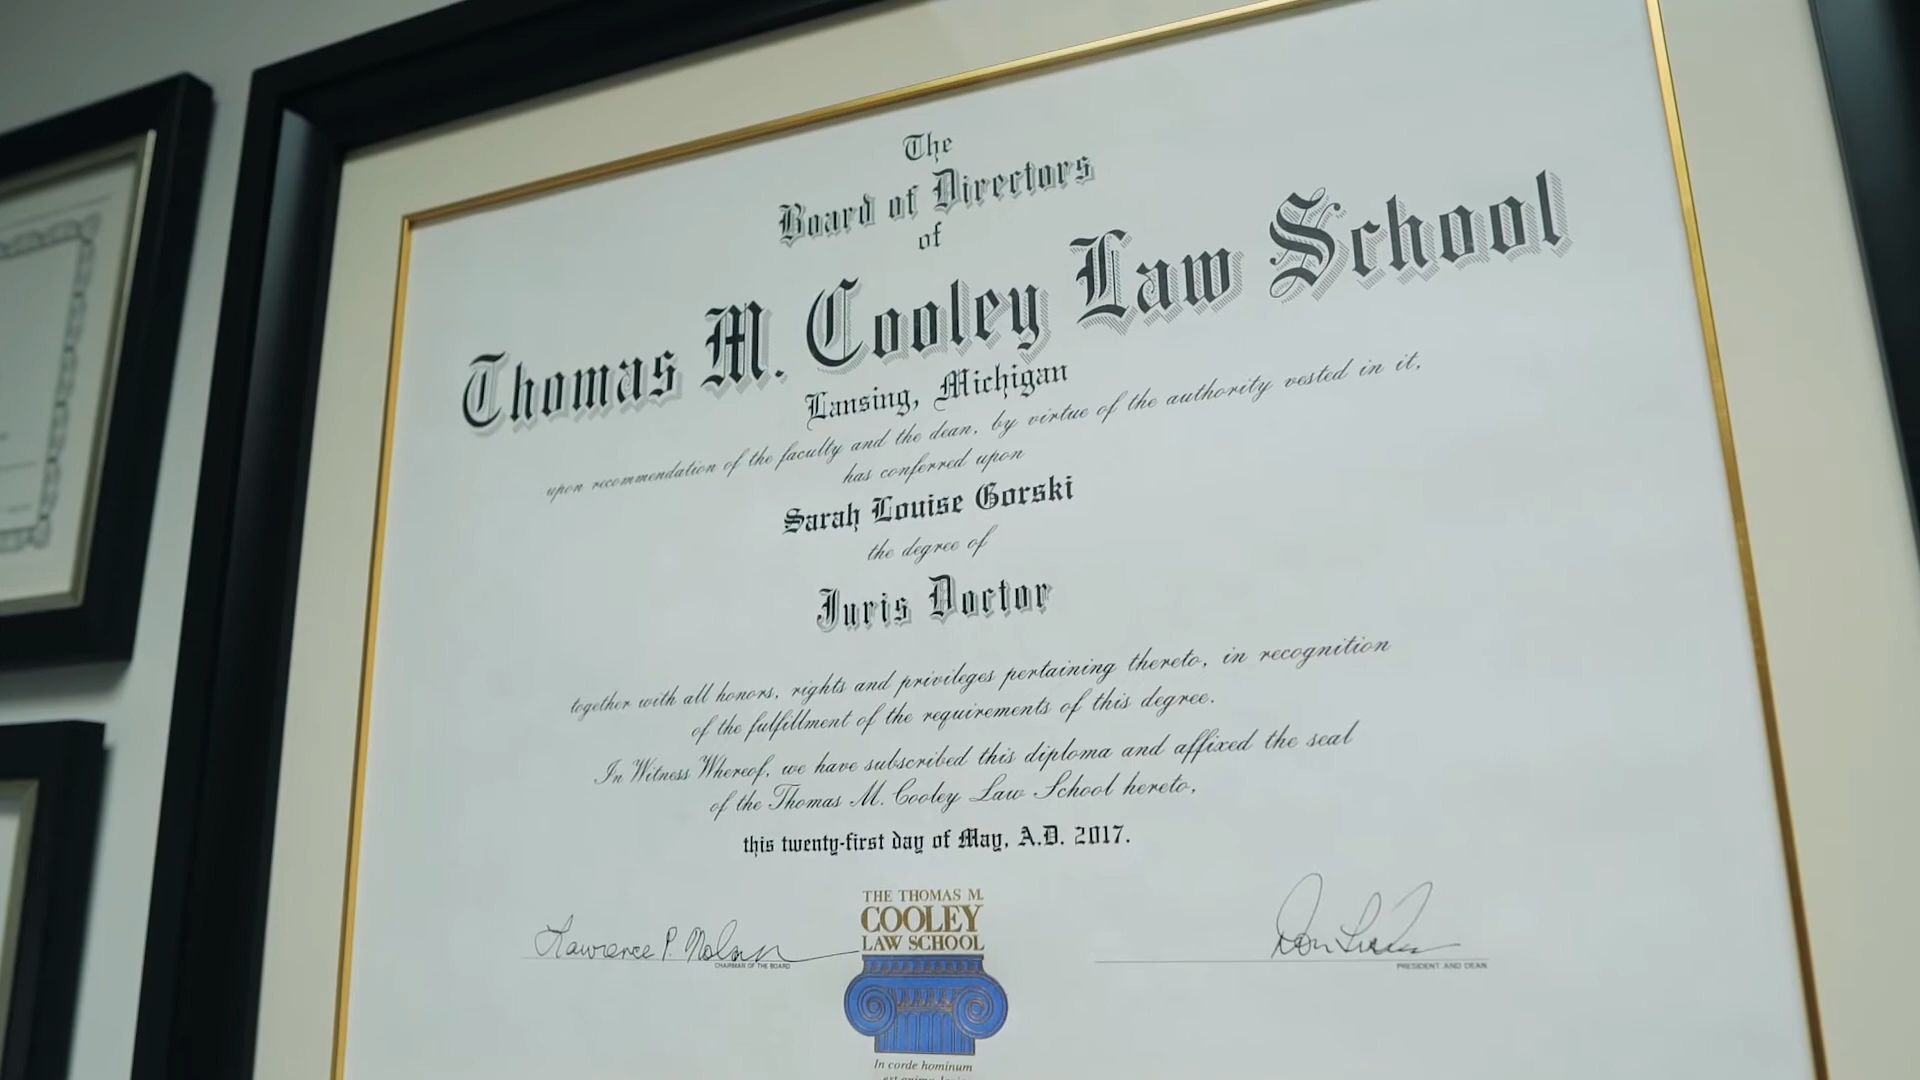 The
Board of Directors
of
Thomas M. Cooley Law School
Lansing, Michigan
upon recommendation of the faculty and the dean, by virtue of the authority vested in it,
has conferred upon
Sarah Louise Gorski
the degree of
Juris Doctor
together with all honors, rights and privileges pertaining thereto, in recognition
of the fulfillment of the requirements of this degree.
In Witness Whereof, we have subscribed this diploma and affixed the seal
of the Thomas M. Cooley Law School hereto,
this twenty-first day of May, A.D. 2017.
Lawrence P. Nolan
CHAIRMAN OF THE BOARD
PRESIDENT AND DEAN
THE THOMAS M.
COOLEY
LAW SCHOOL
In corde hominum